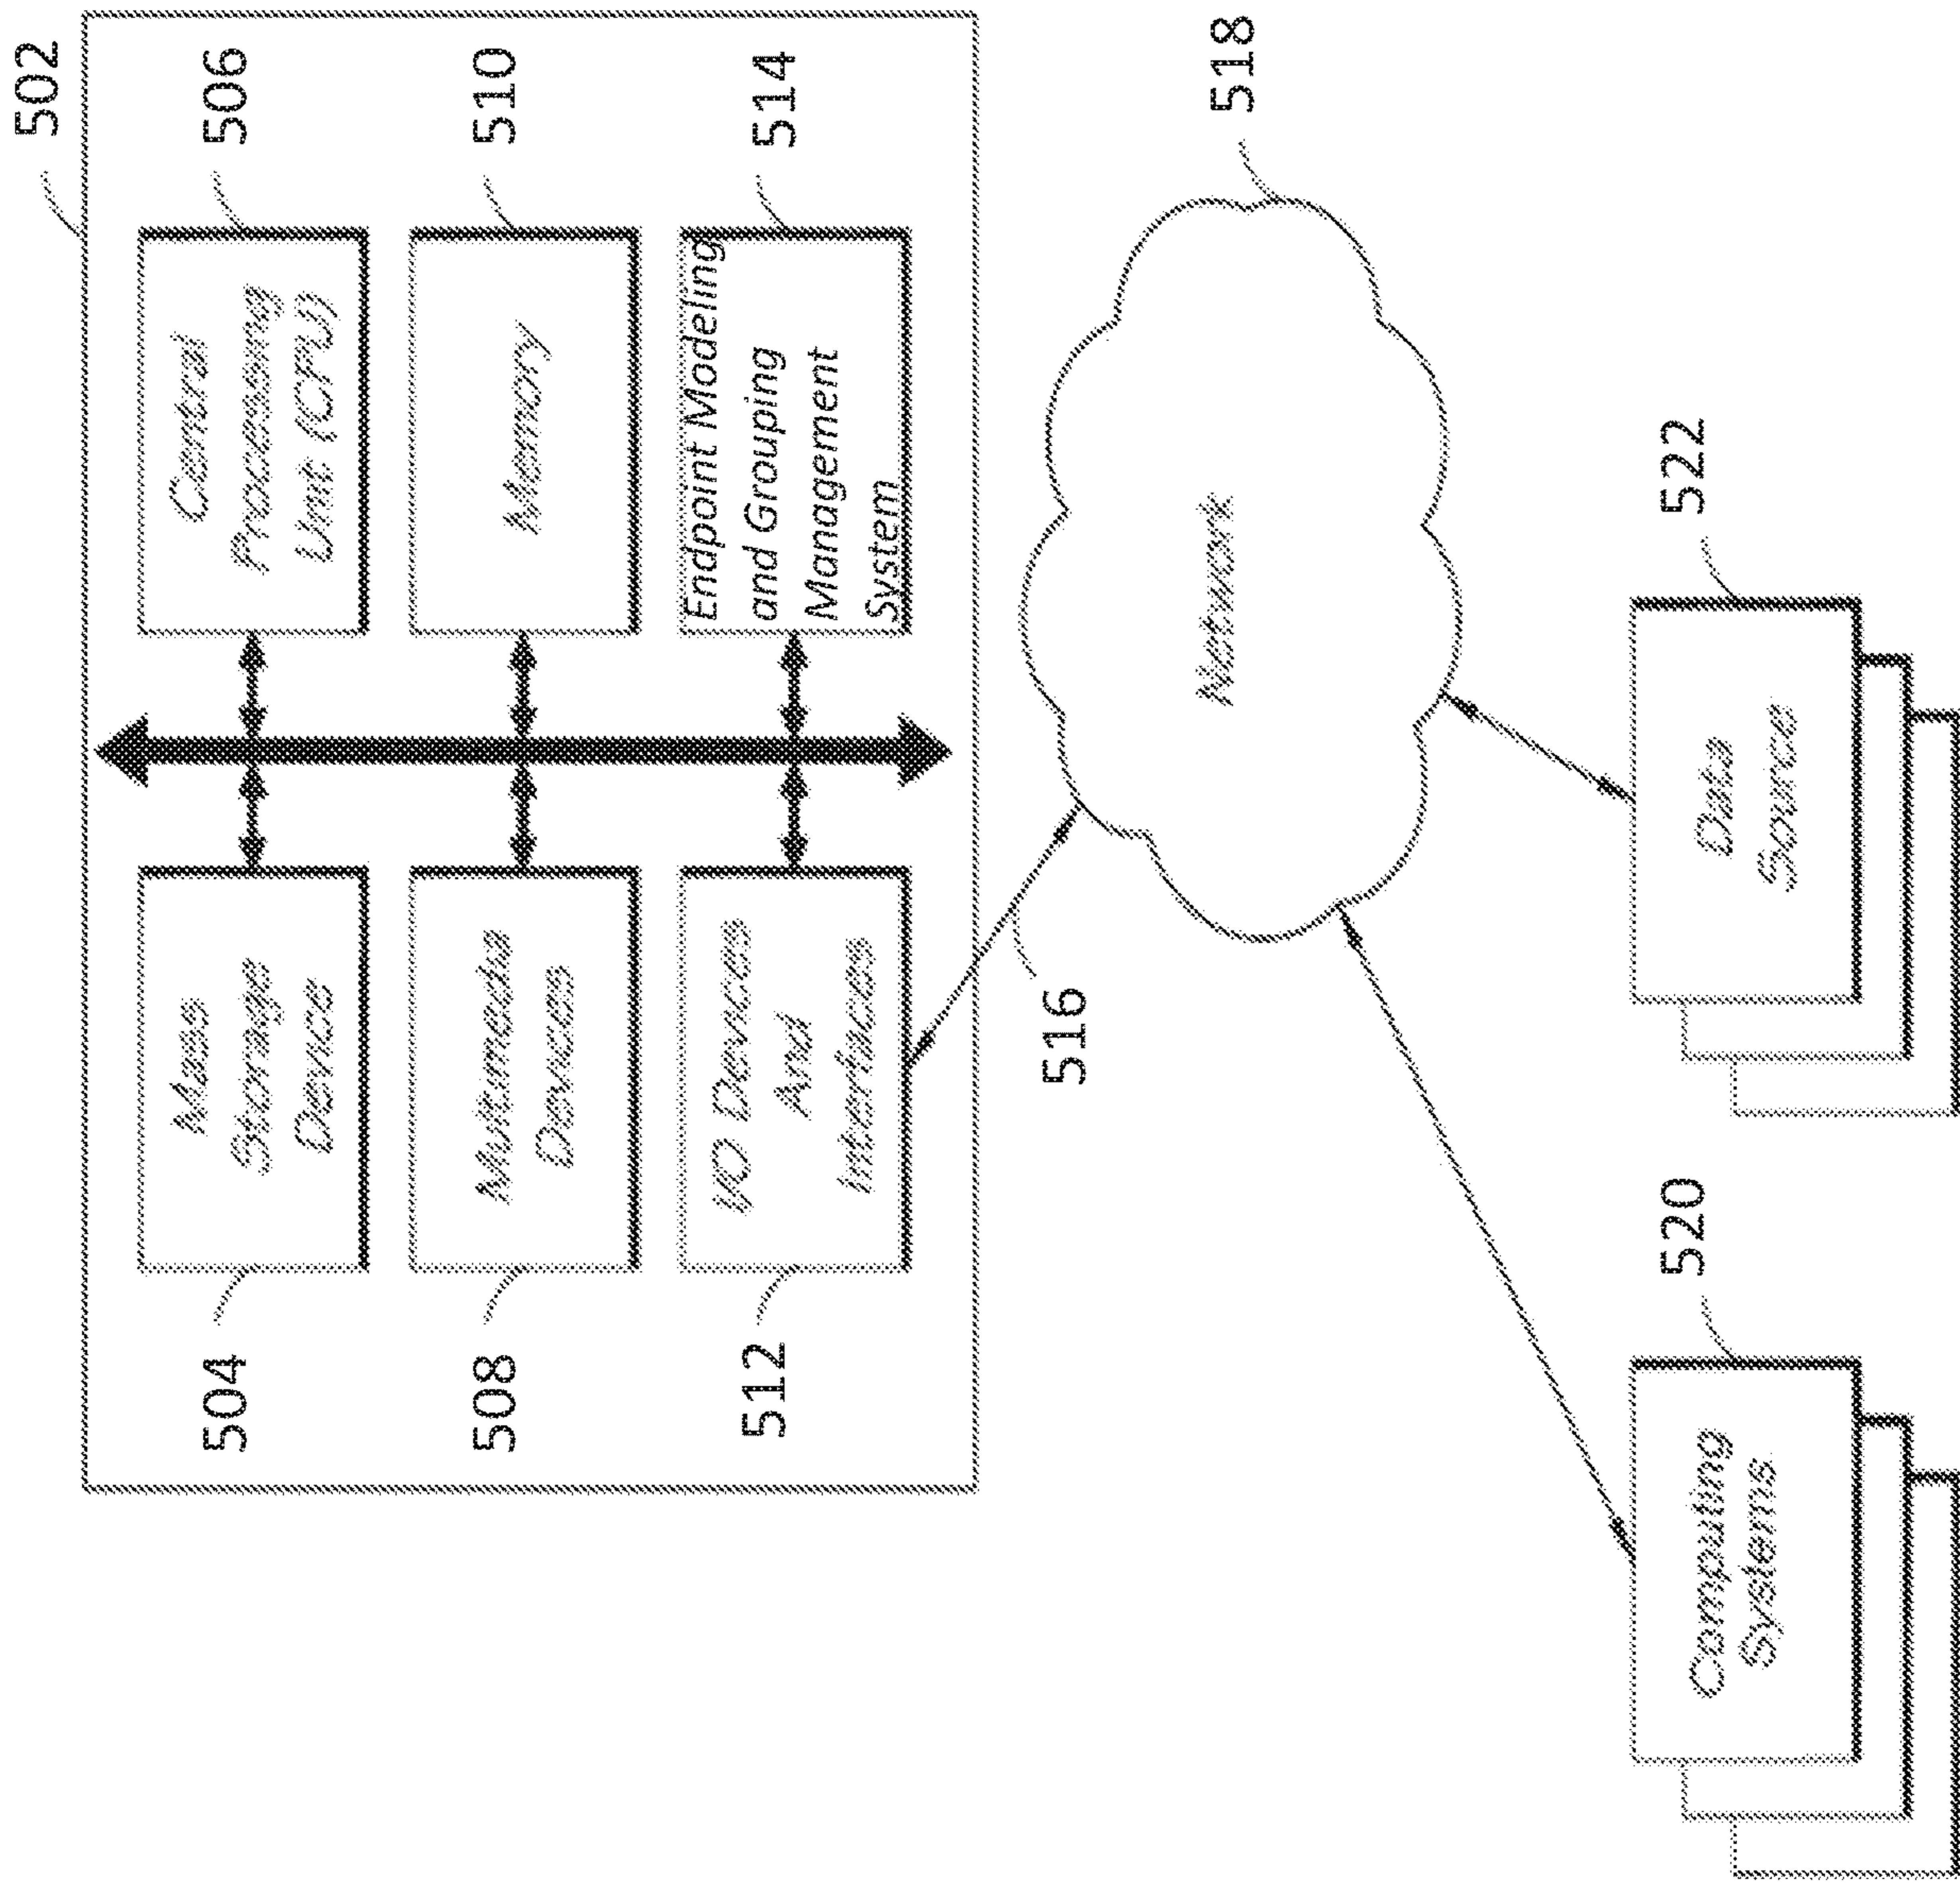 502
504
Mass
Storage
Device
Central
Processing
Unit (CPU)
506
508
Multimedia
Devices
Memory
510
512
I/O Devices
And
Interfaces
Endpoint Modeling
and Grouping
Management
System
514
516
Network
518
520
Computing
Systems
522
Data
Source